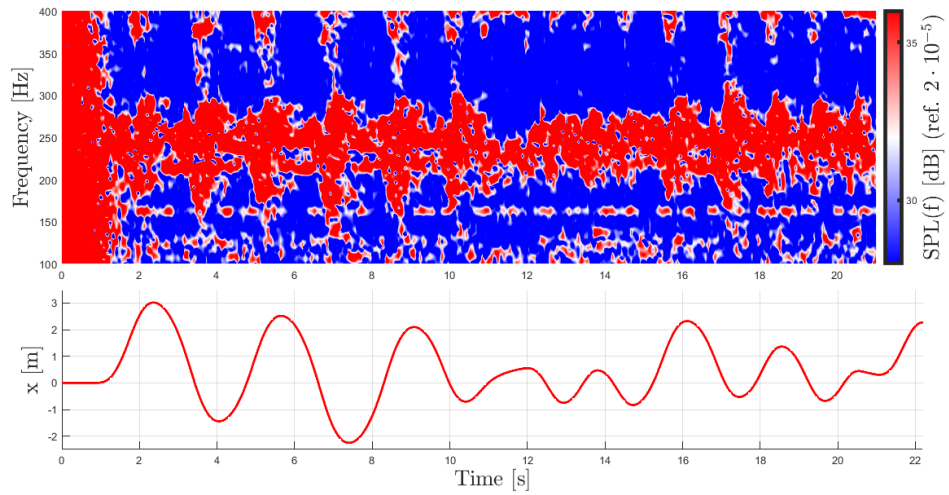 400
350
300
250
200
150
100
Frequency [Hz]
0 2 4 6 8 10 12 14 16 18 20
35
30
SPL(f) [dB] (ref. 2 · 10⁻⁵)
3
2
1
0
-1
-2
x [m]
0 2 4 6 8 10 12 14 16 18 20 22
Time [s]